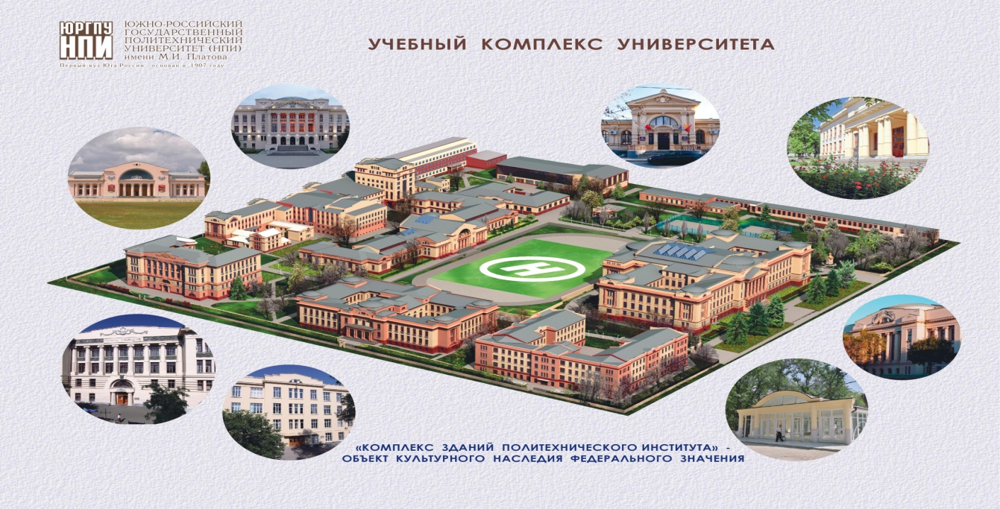 ЮРГПУ
НПИ
ЮЖНО-РОССИЙСКИЙ
ГОСУДАРСТВЕННЫЙ
ПОЛИТЕХНИЧЕСКИЙ
УНИВЕРСИТЕТ (НПИ)
имени М.И. Платова
Первый вуз Юга России - основан в 1907 году
УЧЕБНЫЙ КОМПЛЕКС УНИВЕРСИТЕТА
Н
«КОМПЛЕКС ЗДАНИЙ ПОЛИТЕХНИЧЕСКОГО ИНСТИТУТА» -
ОБЪЕКТ КУЛЬТУРНОГО НАСЛЕДИЯ ФЕДЕРАЛЬНОГО ЗНАЧЕНИЯ